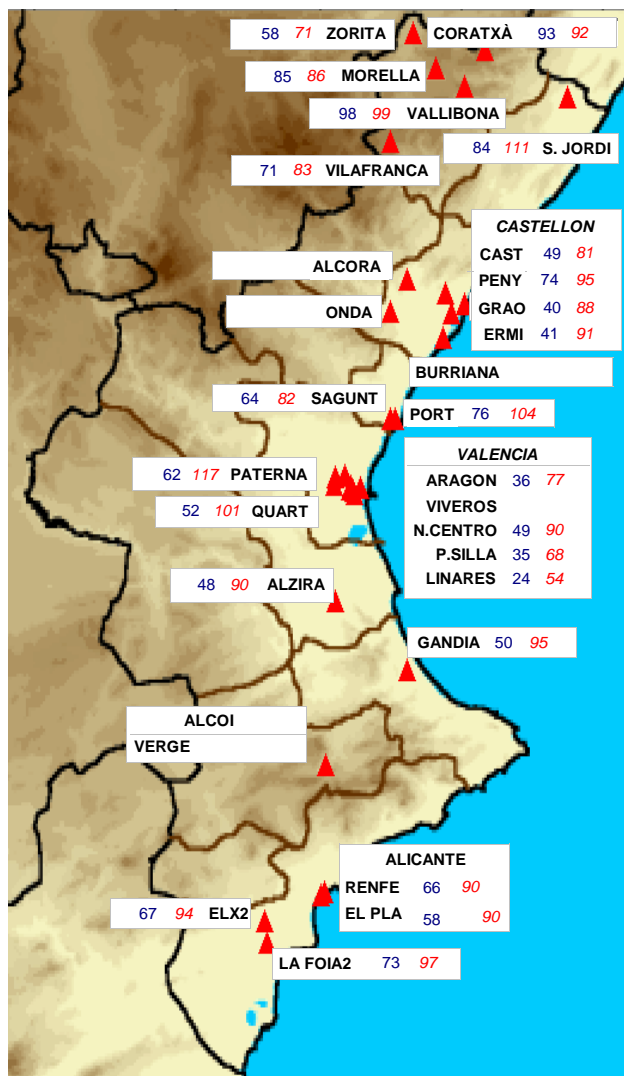 58 71 ZORITA
CORATXÀ 93 92
85 86 MORELLA
98 99 VALLIBONA
84 111 S. JORDI
71 83 VILAFRANCA
CASTELLON
CAST 49 81
PENY 74 95
GRAO 40 88
ERMI 41 91
ALCORA
ONDA
BURRIANA
64 82 SAGUNT
PORT 76 104
VALENCIA
ARAGON 36 77
VIVEROS
N.CENTRO 49 90
P.SILLA 35 68
LINARES 24 54
62 117 PATERNA
52 101 QUART
48 90 ALZIRA
GANDIA 50 95
ALCOI
VERGE
ALICANTE
RENFE 66 90
EL PLA 58 90
67 94 ELX2
LA FOIA2 73 97